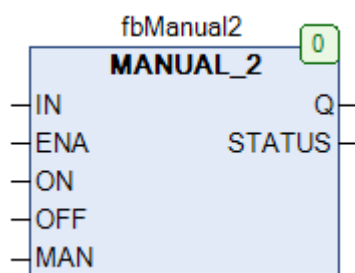 fbManual2
0
MANUAL_2
IN Q
ENA STATUS
ON
OFF
MAN